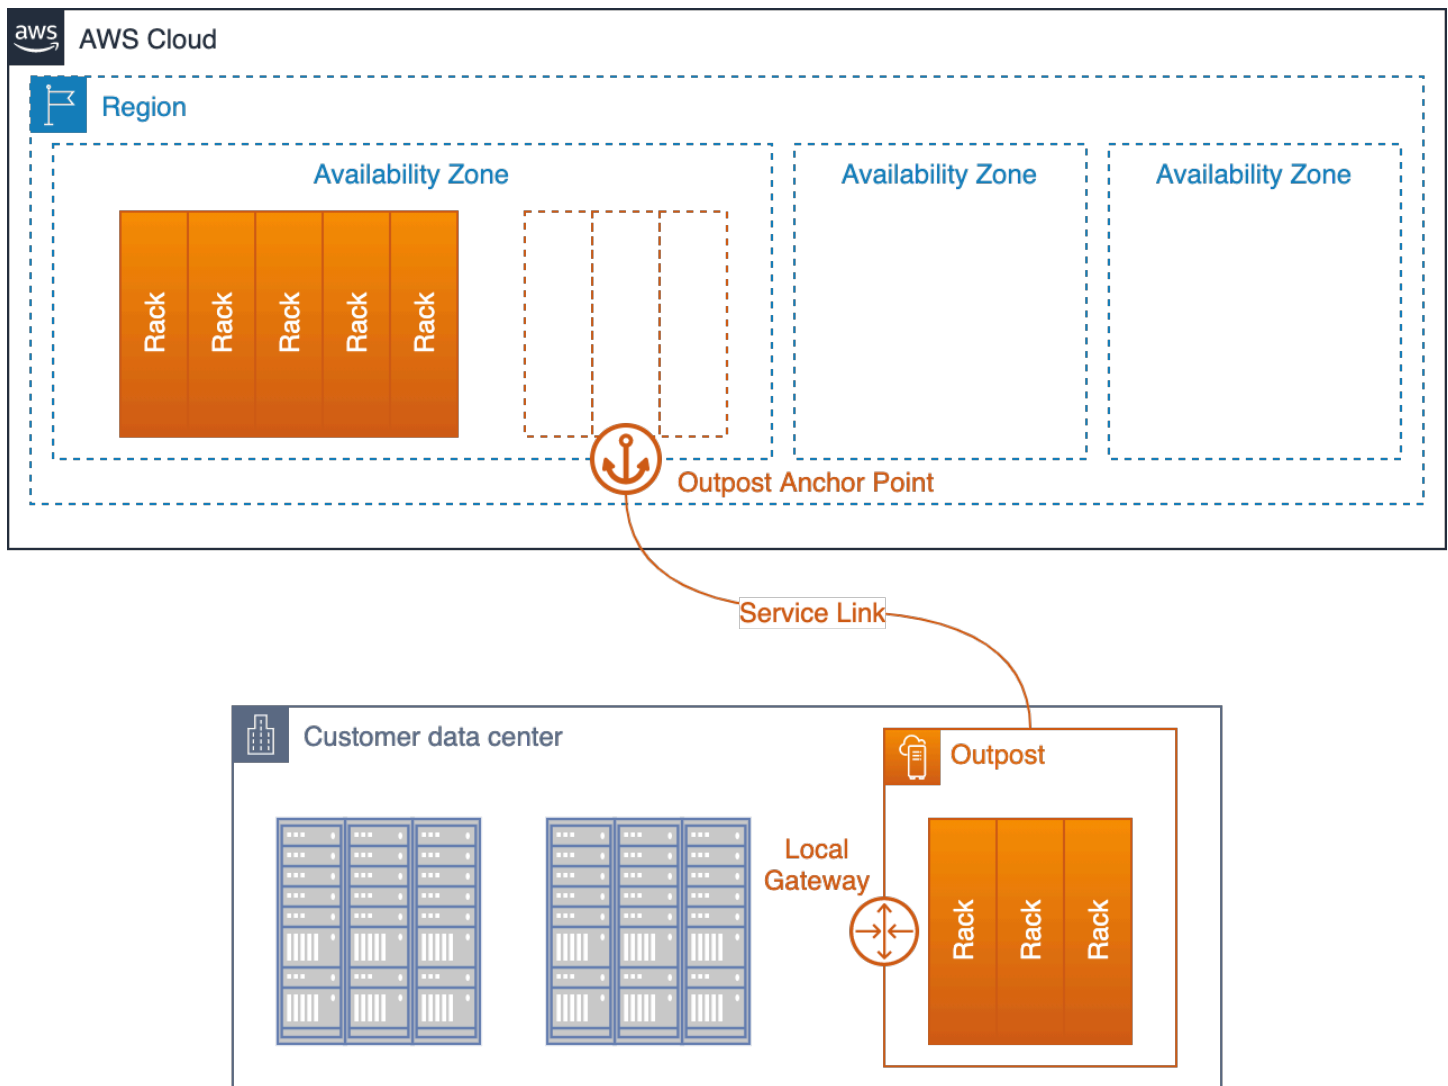 aws
AWS Cloud
Region
Availability Zone
Availability Zone
Availability Zone
Rack
Rack
Rack
Rack
Rack
Outpost Anchor Point
Service Link
Customer data center
Outpost
Local
Gateway
Rack
Rack
Rack